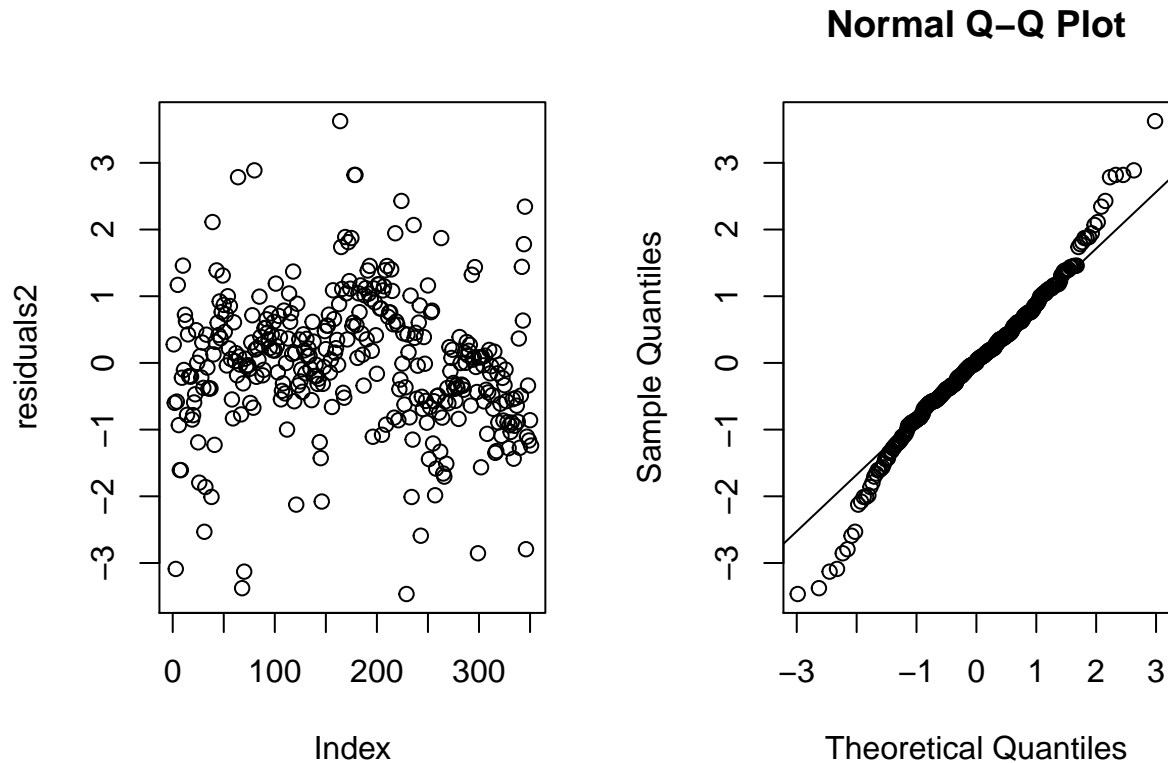 Normal Q−Q Plot
residuals2
3
2
1
0
−1
−2
−3
0 100 200 300
Index
Sample Quantiles
3
2
1
0
−1
−2
−3
−3 −1 0 1 2 3
Theoretical Quantiles